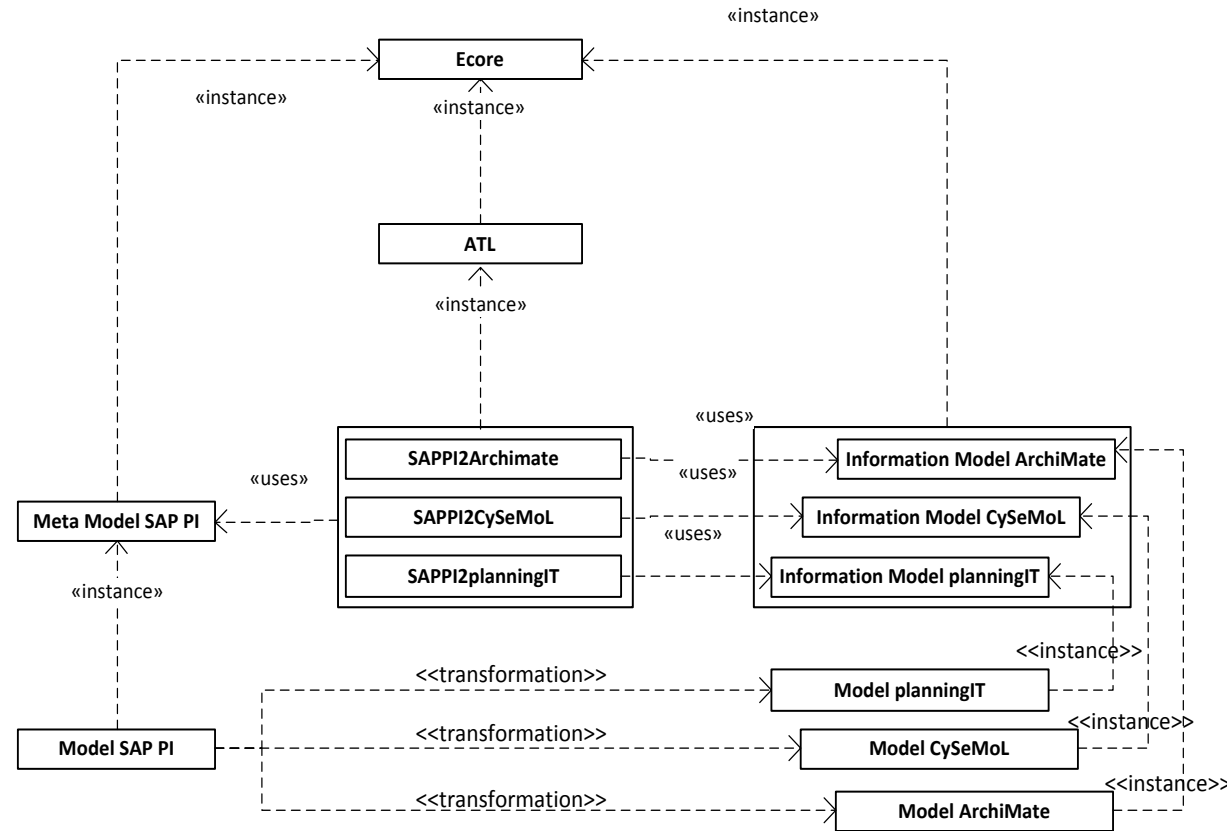 «instance»
Ecore
«instance»
«instance»
ATL
«instance»
«uses»
SAPPI2Archimate
Information Model ArchiMate
«uses»
«uses»
Meta Model SAP PI
SAPPI2CySeMoL
Information Model CySeMoL
«uses»
SAPPI2planningIT
Information Model planningIT
«instance»
<<instance>>
<<transformation>>
Model planningIT
<<instance>>
<<transformation>>
Model SAP PI
Model CySeMoL
<<instance>>
<<transformation>>
Model ArchiMate